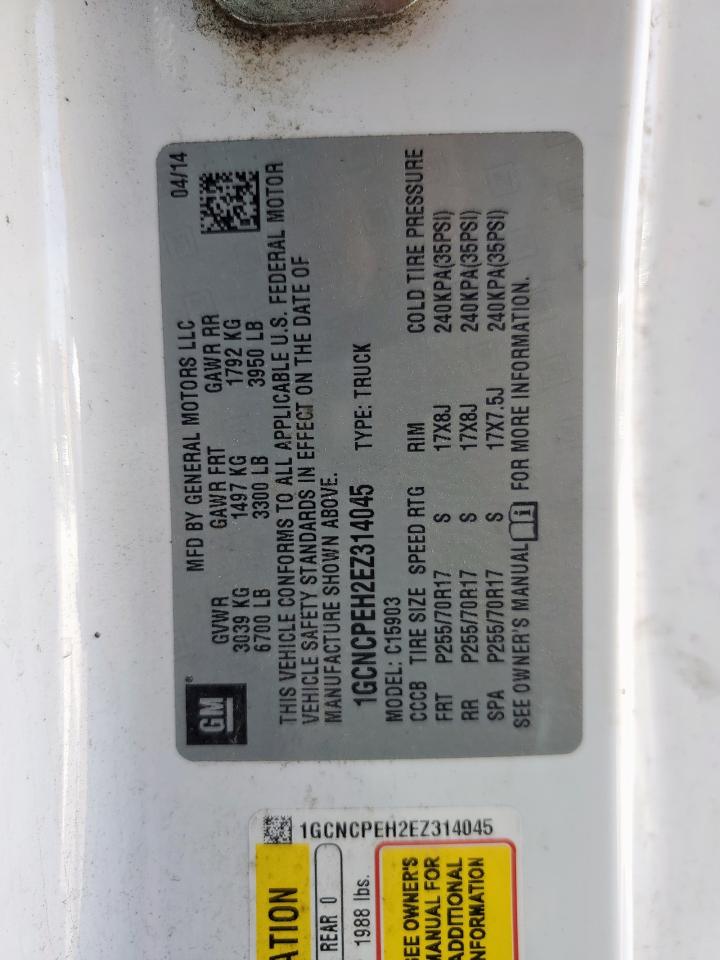 GM
MFD BY GENERAL MOTORS LLC 04/14
GVWR GAWR FRT GAWR RR
3039 KG 1497 KG 1792 KG
6700 LB 3300 LB 3950 LB
THIS VEHICLE CONFORMS TO ALL APPLICABLE U.S. FEDERAL MOTOR
VEHICLE SAFETY STANDARDS IN EFFECT ON THE DATE OF
MANUFACTURE SHOWN ABOVE.
1GCNCPEH2EZ314045 TYPE: TRUCK
MODEL: C15903
CCCB TIRE SIZE SPEED RTG RIM COLD TIRE PRESSURE
FRT P255/70R17 S 17X8J 240KPA(35PSI)
RR P255/70R17 S 17X8J 240KPA(35PSI)
SPA P255/70R17 S 17X7.5J 240KPA(35PSI)
SEE OWNER'S MANUAL FOR MORE INFORMATION.
1GCNCPEH2EZ314045
ATION
REAR 0
1988 lbs.
SEE OWNER'S
MANUAL FOR
ADDITIONAL
INFORMATION